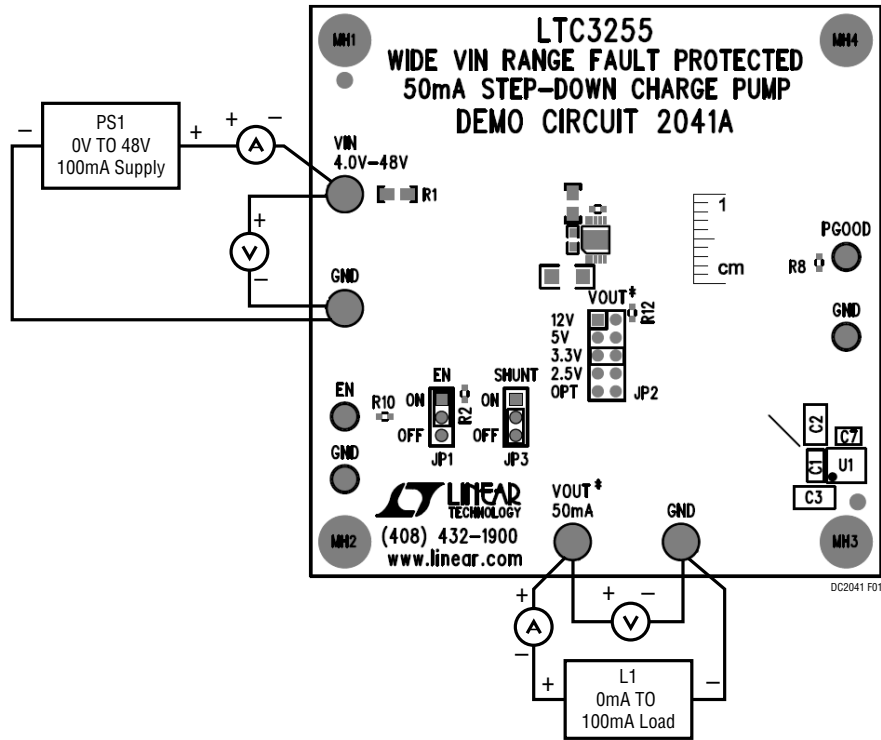 MH1
LTC3255
MH4
WIDE VIN RANGE FAULT PROTECTED
50mA STEP-DOWN CHARGE PUMP
DEMO CIRCUIT 2041A
PS1
0V TO 48V
100mA Supply
–
+
+
–
A
VIN
4.0V-48V
R1
+
V
–
GND
1
cm
PGOOD
R8
GND
VOUT*
R12
12V
5V
3.3V
2.5V
OPT
JP2
EN
R10
GND
EN
ON
OFF
R2
JP1
SHUNT
ON
OFF
JP3
C2
C7
C1
U1
C3
LINEAR
TECHNOLOGY
(408) 432-1900
www.linear.com
MH2
VOUT*
50mA
GND
MH3
DC2041 F01
+
A
–
+
–
V
+
–
L1
0mA TO
100mA Load